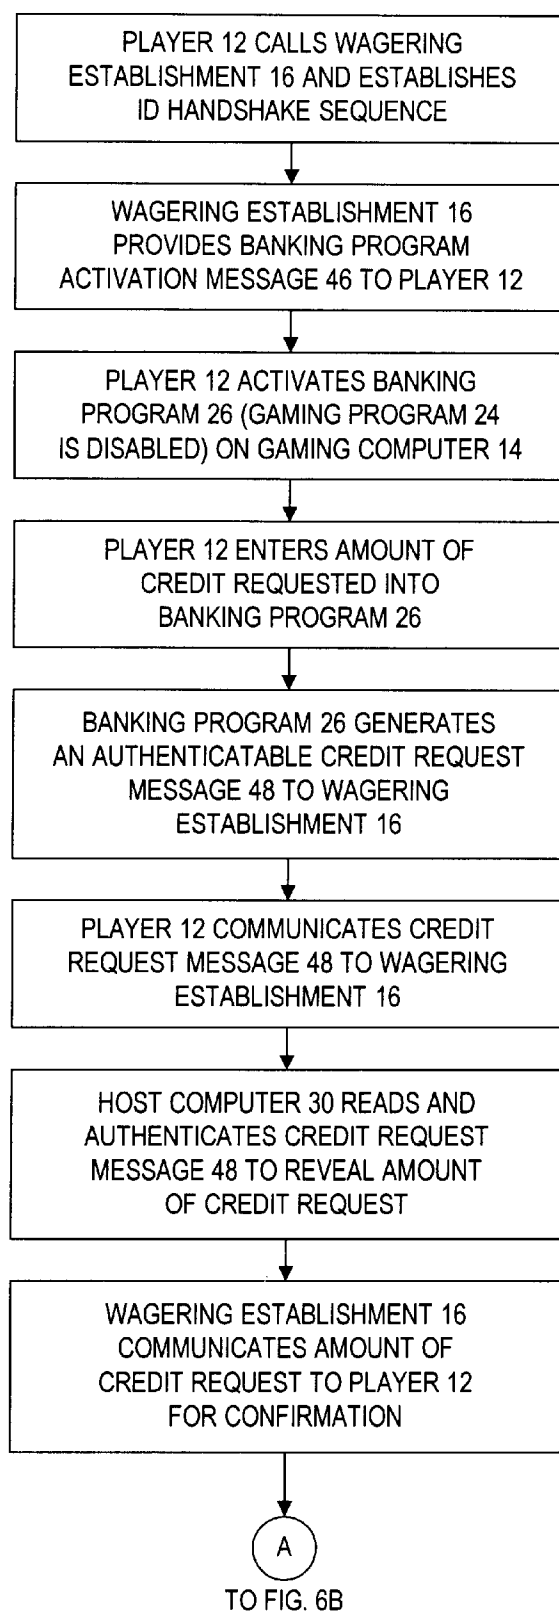 PLAYER 12 CALLS WAGERING
ESTABLISHMENT 16 AND ESTABLISHES
ID HANDSHAKE SEQUENCE
WAGERING ESTABLISHMENT 16
PROVIDES BANKING PROGRAM
ACTIVATION MESSAGE 46 TO PLAYER 12
PLAYER 12 ACTIVATES BANKING
PROGRAM 26 (GAMING PROGRAM 24
IS DISABLED) ON GAMING COMPUTER 14
PLAYER 12 ENTERS AMOUNT OF
CREDIT REQUESTED INTO
BANKING PROGRAM 26
BANKING PROGRAM 26 GENERATES
AN AUTHENTICATABLE CREDIT REQUEST
MESSAGE 48 TO WAGERING
ESTABLISHMENT 16
PLAYER 12 COMMUNICATES CREDIT
REQUEST MESSAGE 48 TO WAGERING
ESTABLISHMENT 16
HOST COMPUTER 30 READS AND
AUTHENTICATES CREDIT REQUEST
MESSAGE 48 TO REVEAL AMOUNT
OF CREDIT REQUEST
WAGERING ESTABLISHMENT 16
COMMUNICATES AMOUNT OF
CREDIT REQUEST TO PLAYER 12
FOR CONFIRMATION
A
TO FIG. 6B